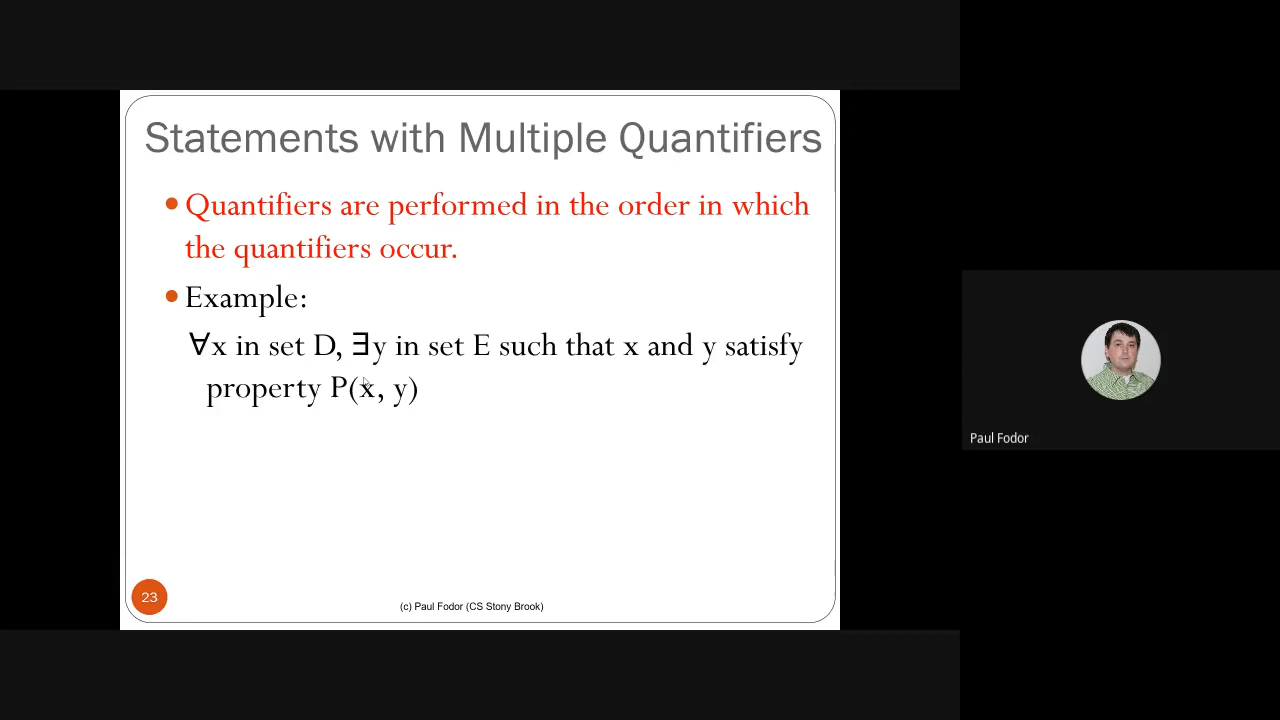 Statements with Multiple Quantifiers
• Quantifiers are performed in the order in which
the quantifiers occur.
• Example:
∀x in set D, ∃y in set E such that x and y satisfy
property P(x, y)
23
(c) Paul Fodor (CS Stony Brook)
Paul Fodor